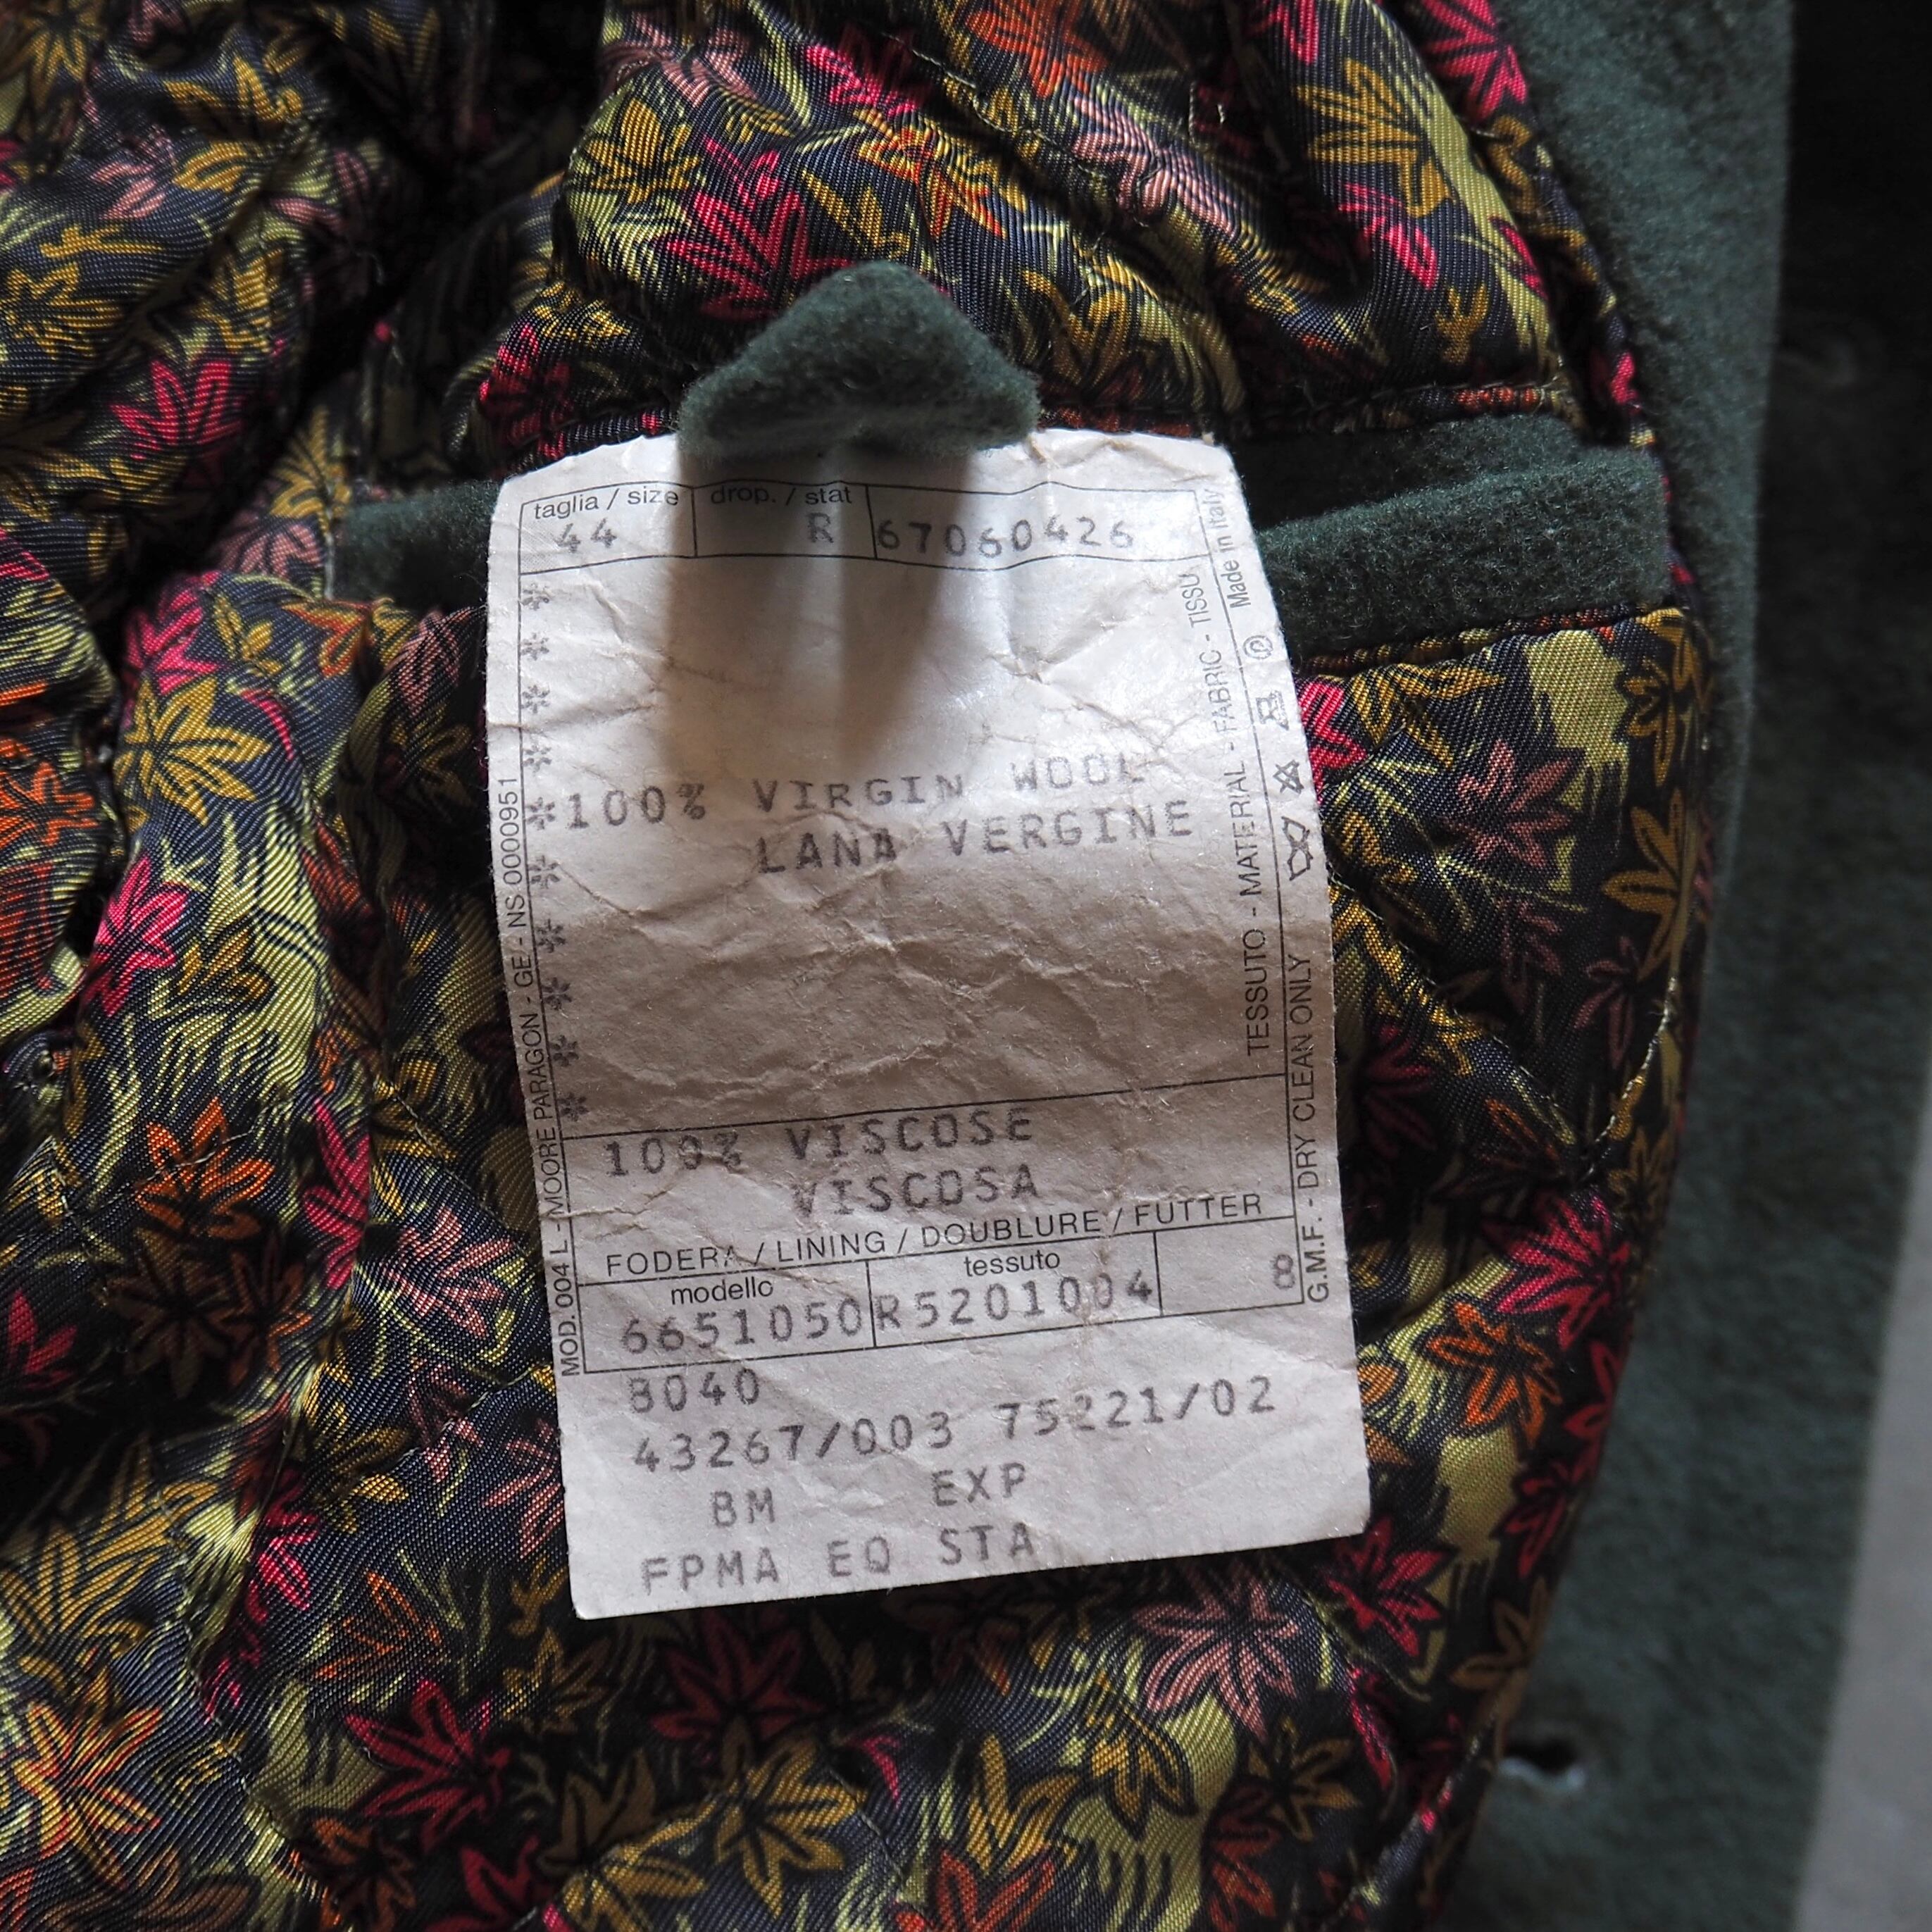 taglia / size drop. / stat
44 R 67060426
Made in Italy
100% VIRGIN WOOL
LANA VERGINE
TESSUTO - MATERIAL - FABRIC - TISSU
G.M.F. - DRY CLEAN ONLY
MOD. 004 L - MOORE PARAGON - GE - NS 0000951
100% VISCOSE
VISCOSA
FODERA / LINING / DOUBLURE / FUTTER
modello tessuto
6651050 R5201004 8
8040
43267/003 75221/02
BM EXP
FPMA EQ STA